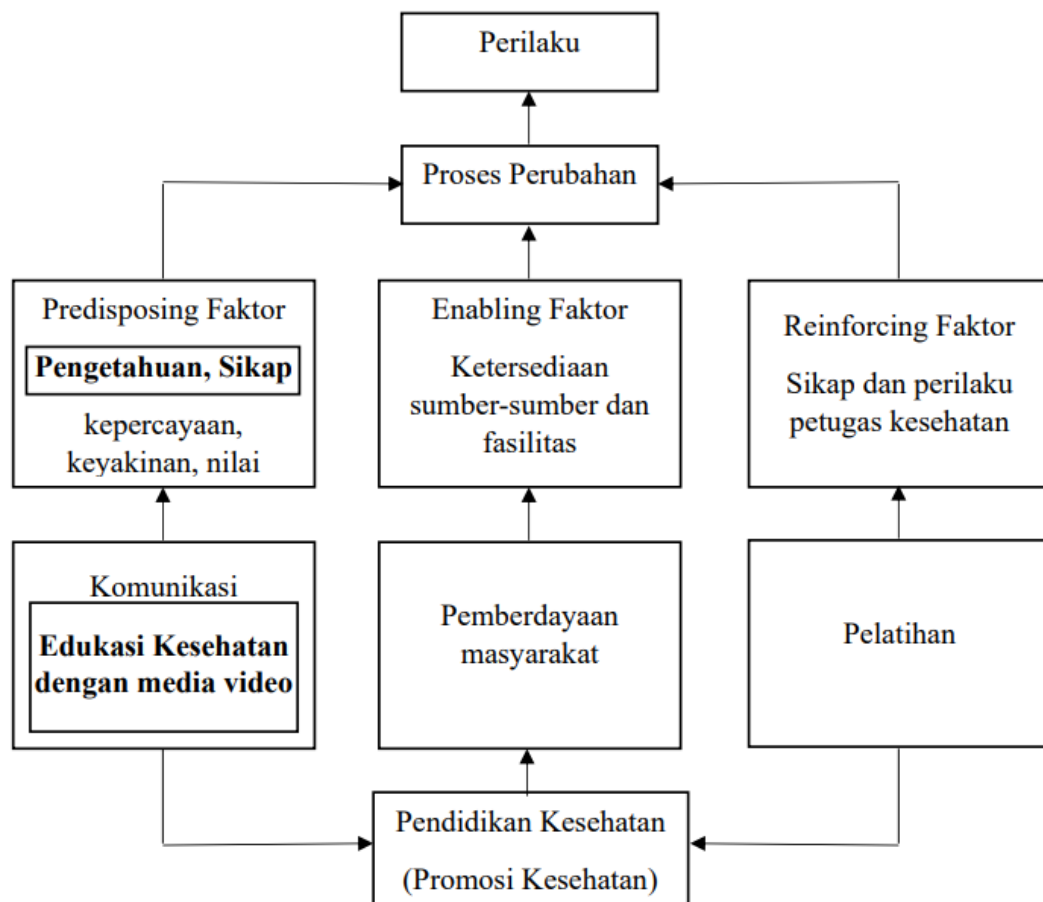 Perilaku
Proses Perubahan
Predisposing Faktor
Pengetahuan, Sikap
kepercayaan,
keyakinan, nilai
Enabling Faktor
Ketersediaan
sumber-sumber dan
fasilitas
Reinforcing Faktor
Sikap dan perilaku
petugas kesehatan
Komunikasi
Edukasi Kesehatan
dengan media video
Pemberdayaan
masyarakat
Pelatihan
Pendidikan Kesehatan
(Promosi Kesehatan)